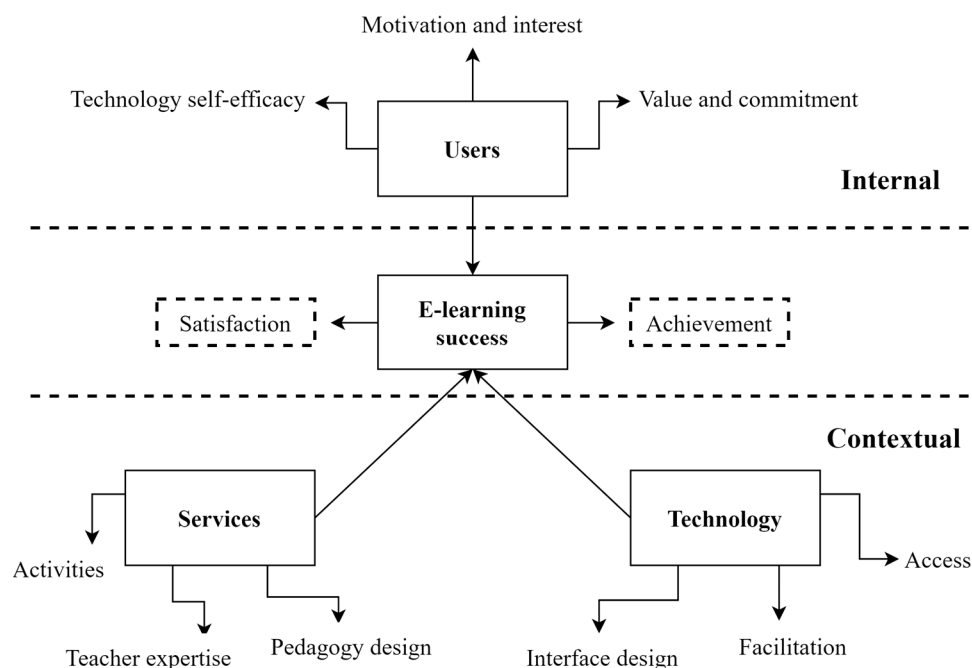 Motivation and interest
Technology self-efficacy
Value and commitment
Users
Internal
E-learning
success
Satisfaction
Achievement
Contextual
Services
Technology
Activities
Access
Teacher expertise
Pedagogy design
Interface design
Facilitation